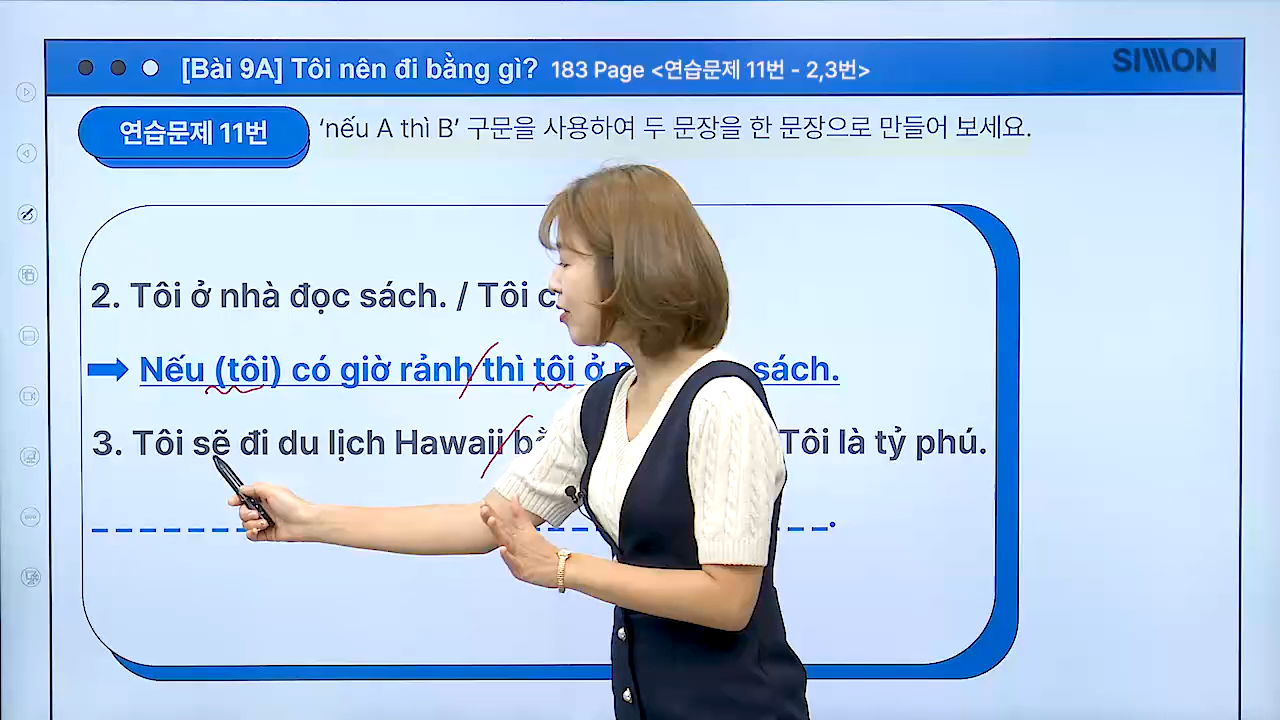 [Bài 9A] Tôi nên đi bằng gì? 183 Page <연습문제 11번 - 2,3번>
SIMON
연습문제 11번
‘nếu A thì B’ 구문을 사용하여 두 문장을 한 문장으로 만들어 보세요.
2. Tôi ở nhà đọc sách. / Tôi
Nếu (tôi) có giờ rảnh thì tôi ở sách.
3. Tôi sẽ đi du lịch Hawaii Tôi là tỷ phú.